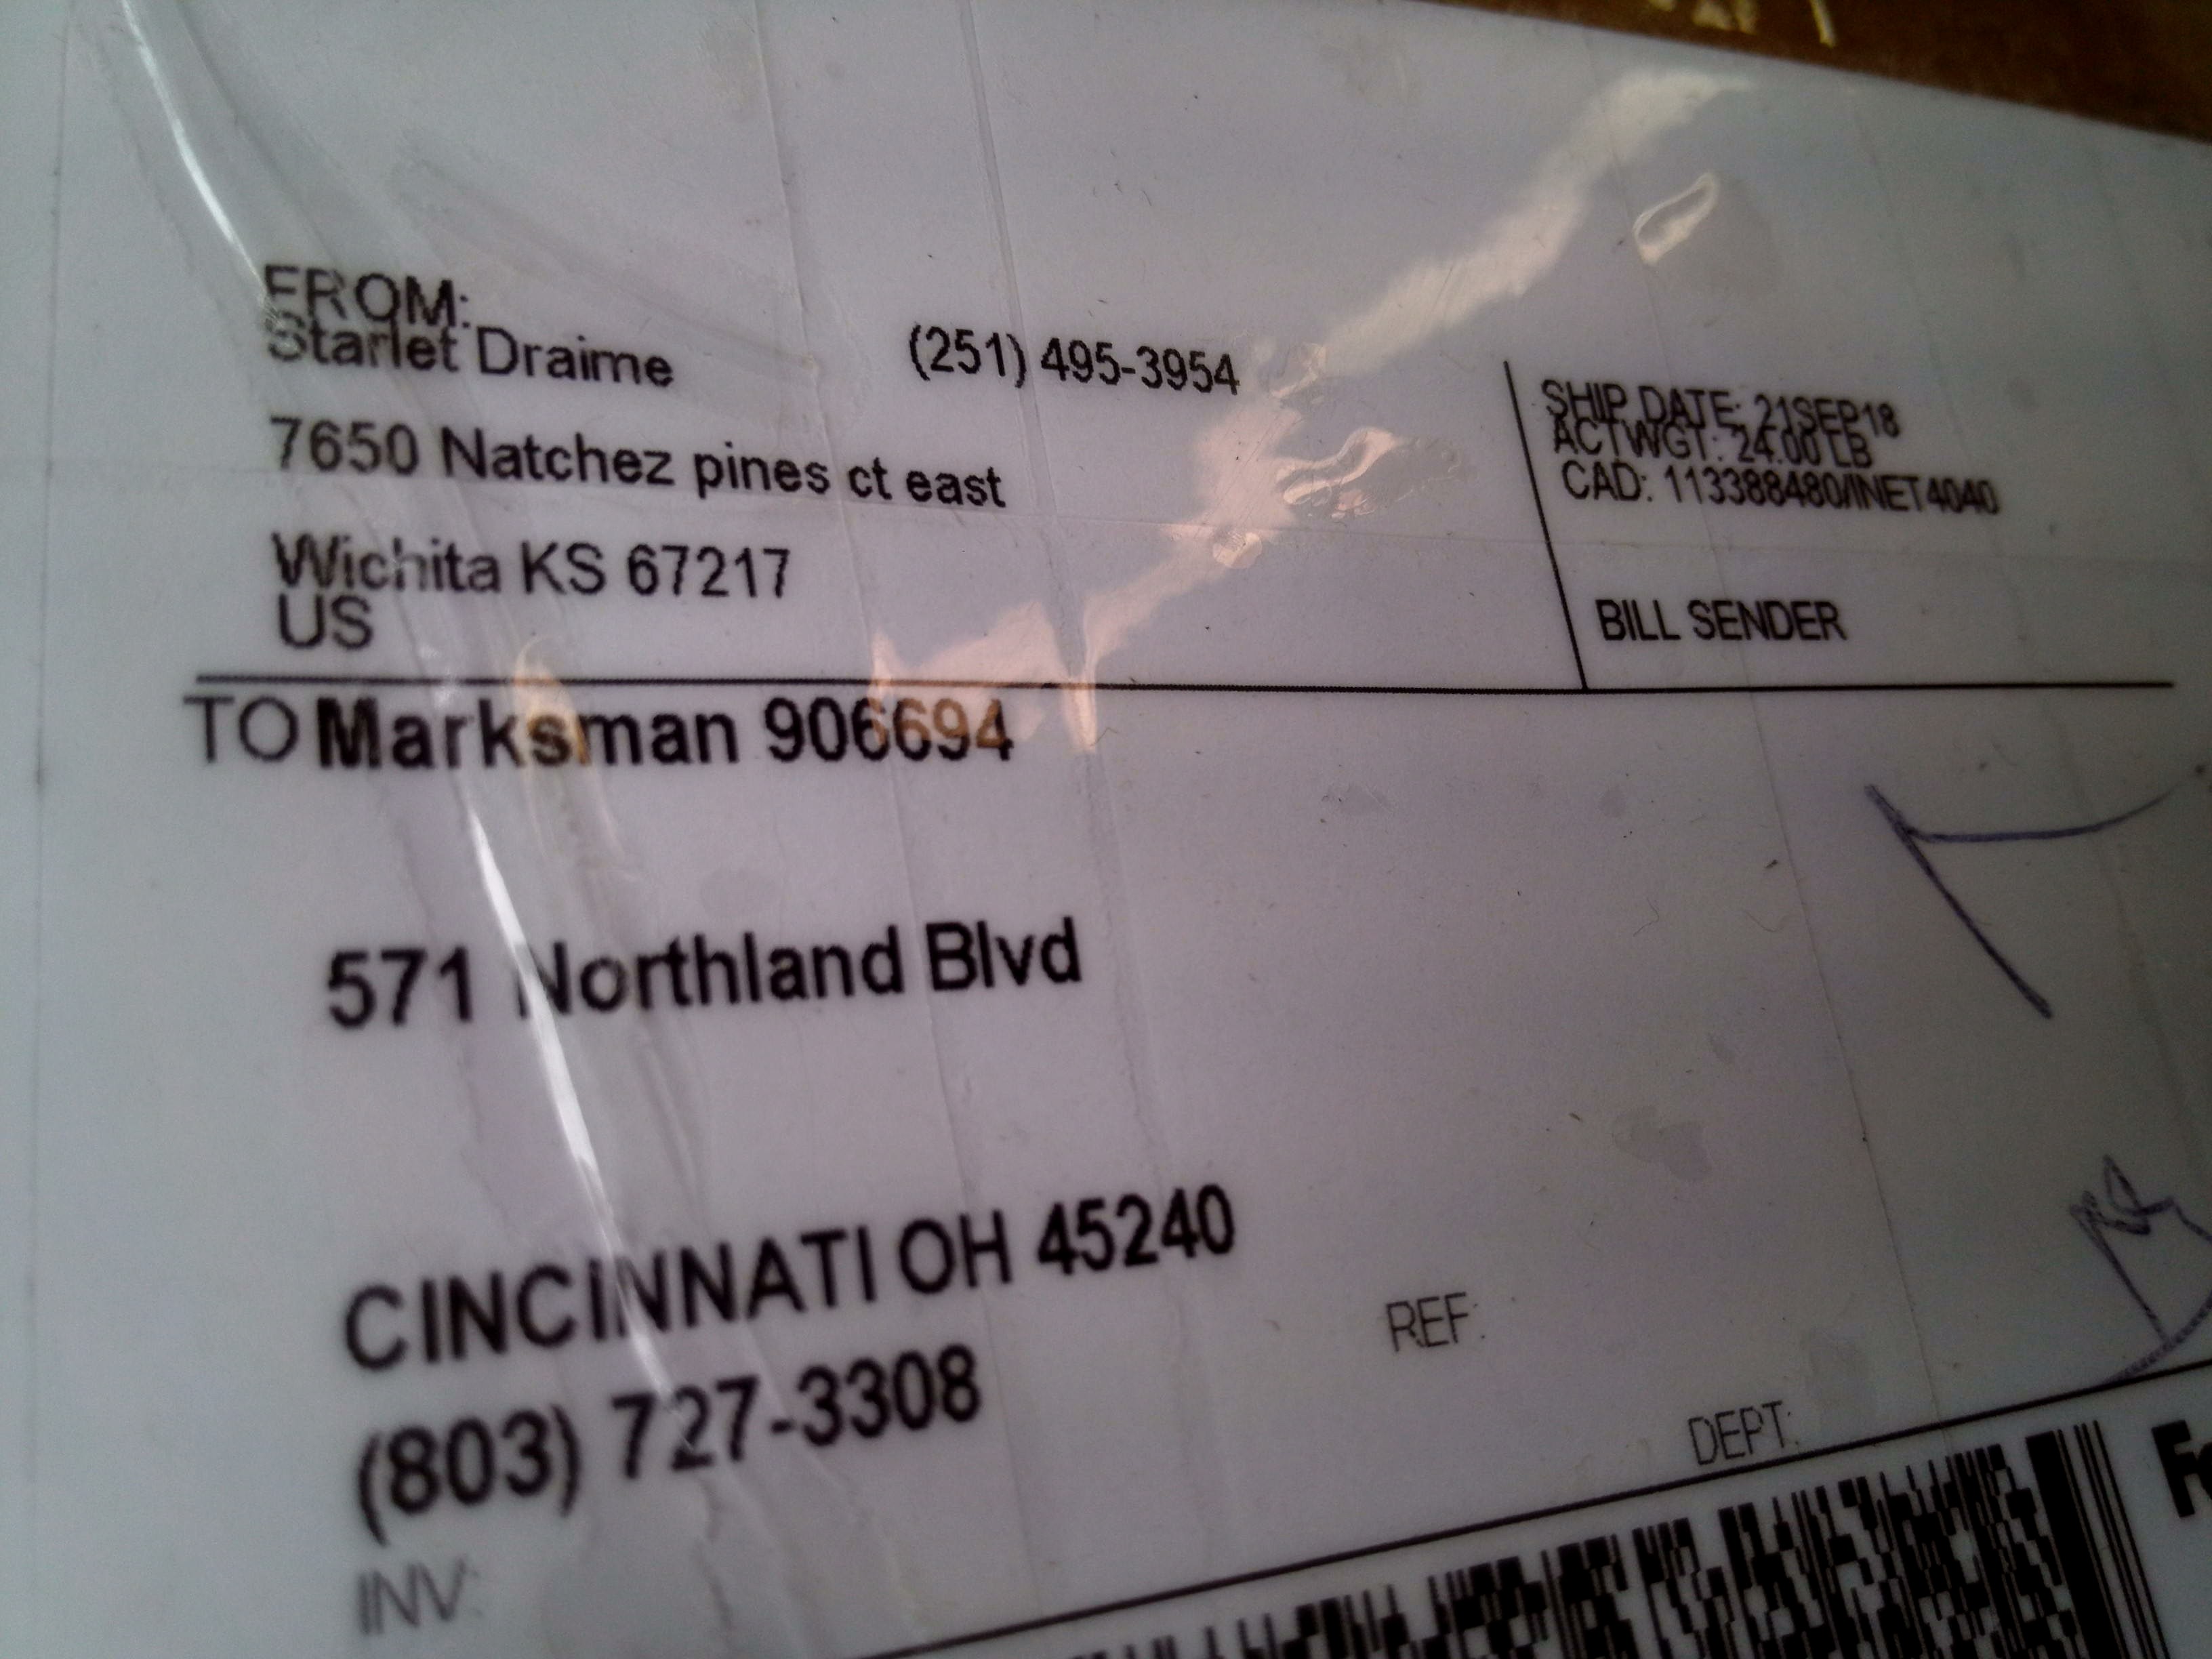 FROM:
Starlet Draime (251) 495-3954
7650 Natchez pines ct east
Wichita KS 67217
US
SHIP DATE: 21SEP18
ACTWGT: 24.00 LB
CAD: 113388480/INET4040
BILL SENDER
TO Marksman 906694
571 Northland Blvd
CINCINNATI OH 45240
(803) 727-3308
REF:
INV:
DEPT: